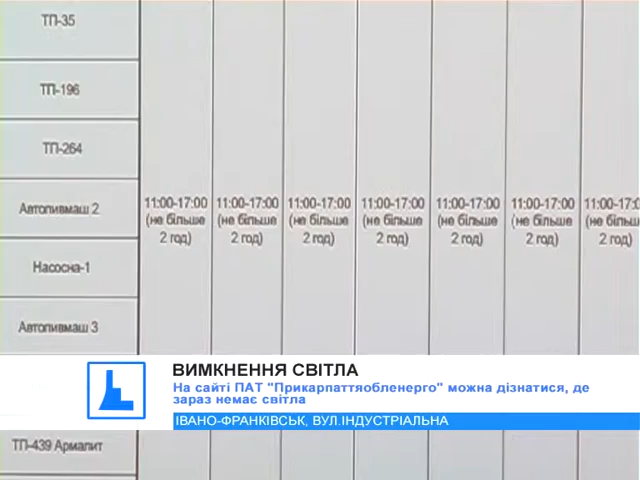 ТП-35
ТП-196
ТП-264
Автоливмаш 2
11:00-17:00 11:00-17:00 11:00-17:00 11:00-17:00 11:00-17:00 11:00-17:00 11:00-17:0
(не більше (не більше (не більше (не більше (не більше (не більше (не більш
2 год) 2 год) 2 год) 2 год) 2 год) 2 год) 2 год)
Насосна-1
Автоливмаш 3
ВИМКНЕННЯ СВІТЛА
На сайті ПАТ "Прикарпаттяобленерго" можна дізнатися, де
зараз немає світла
ІВАНО-ФРАНКІВСЬК, ВУЛ.ІНДУСТРІАЛЬНА
ТП-439 Армаліт